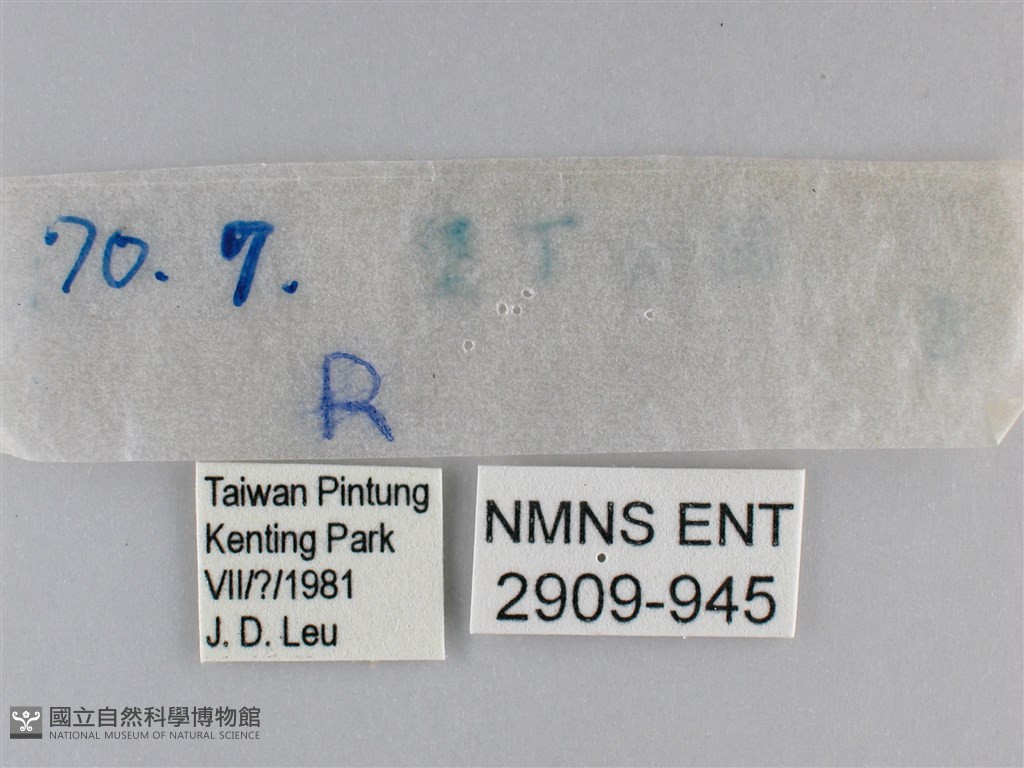 70. 7.
R
Taiwan Pintung
Kenting Park
VII/?/1981
J. D. Leu
NMNS ENT
2909-945
國立自然科學博物館
NATIONAL MUSEUM OF NATURAL SCIENCE